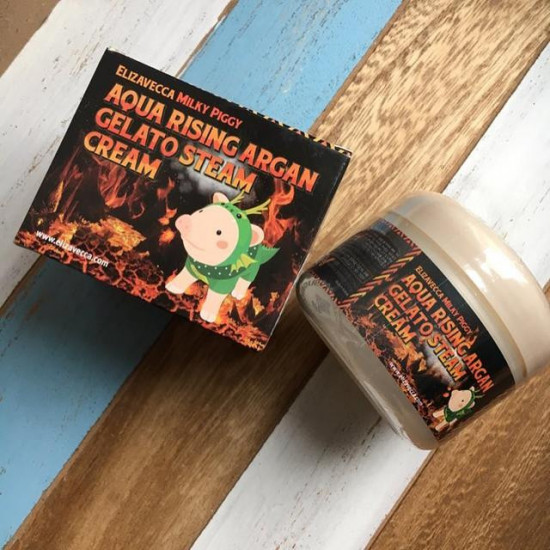 ELIZAVECCA MILKY PIGGY
AQUA RISING ARGAN
GELATO STEAM
CREAM
www.elizavecca.com
ELIZAVECCA MILKY PIGGY
AQUA RISING ARGAN
GELATO STEAM
CREAM